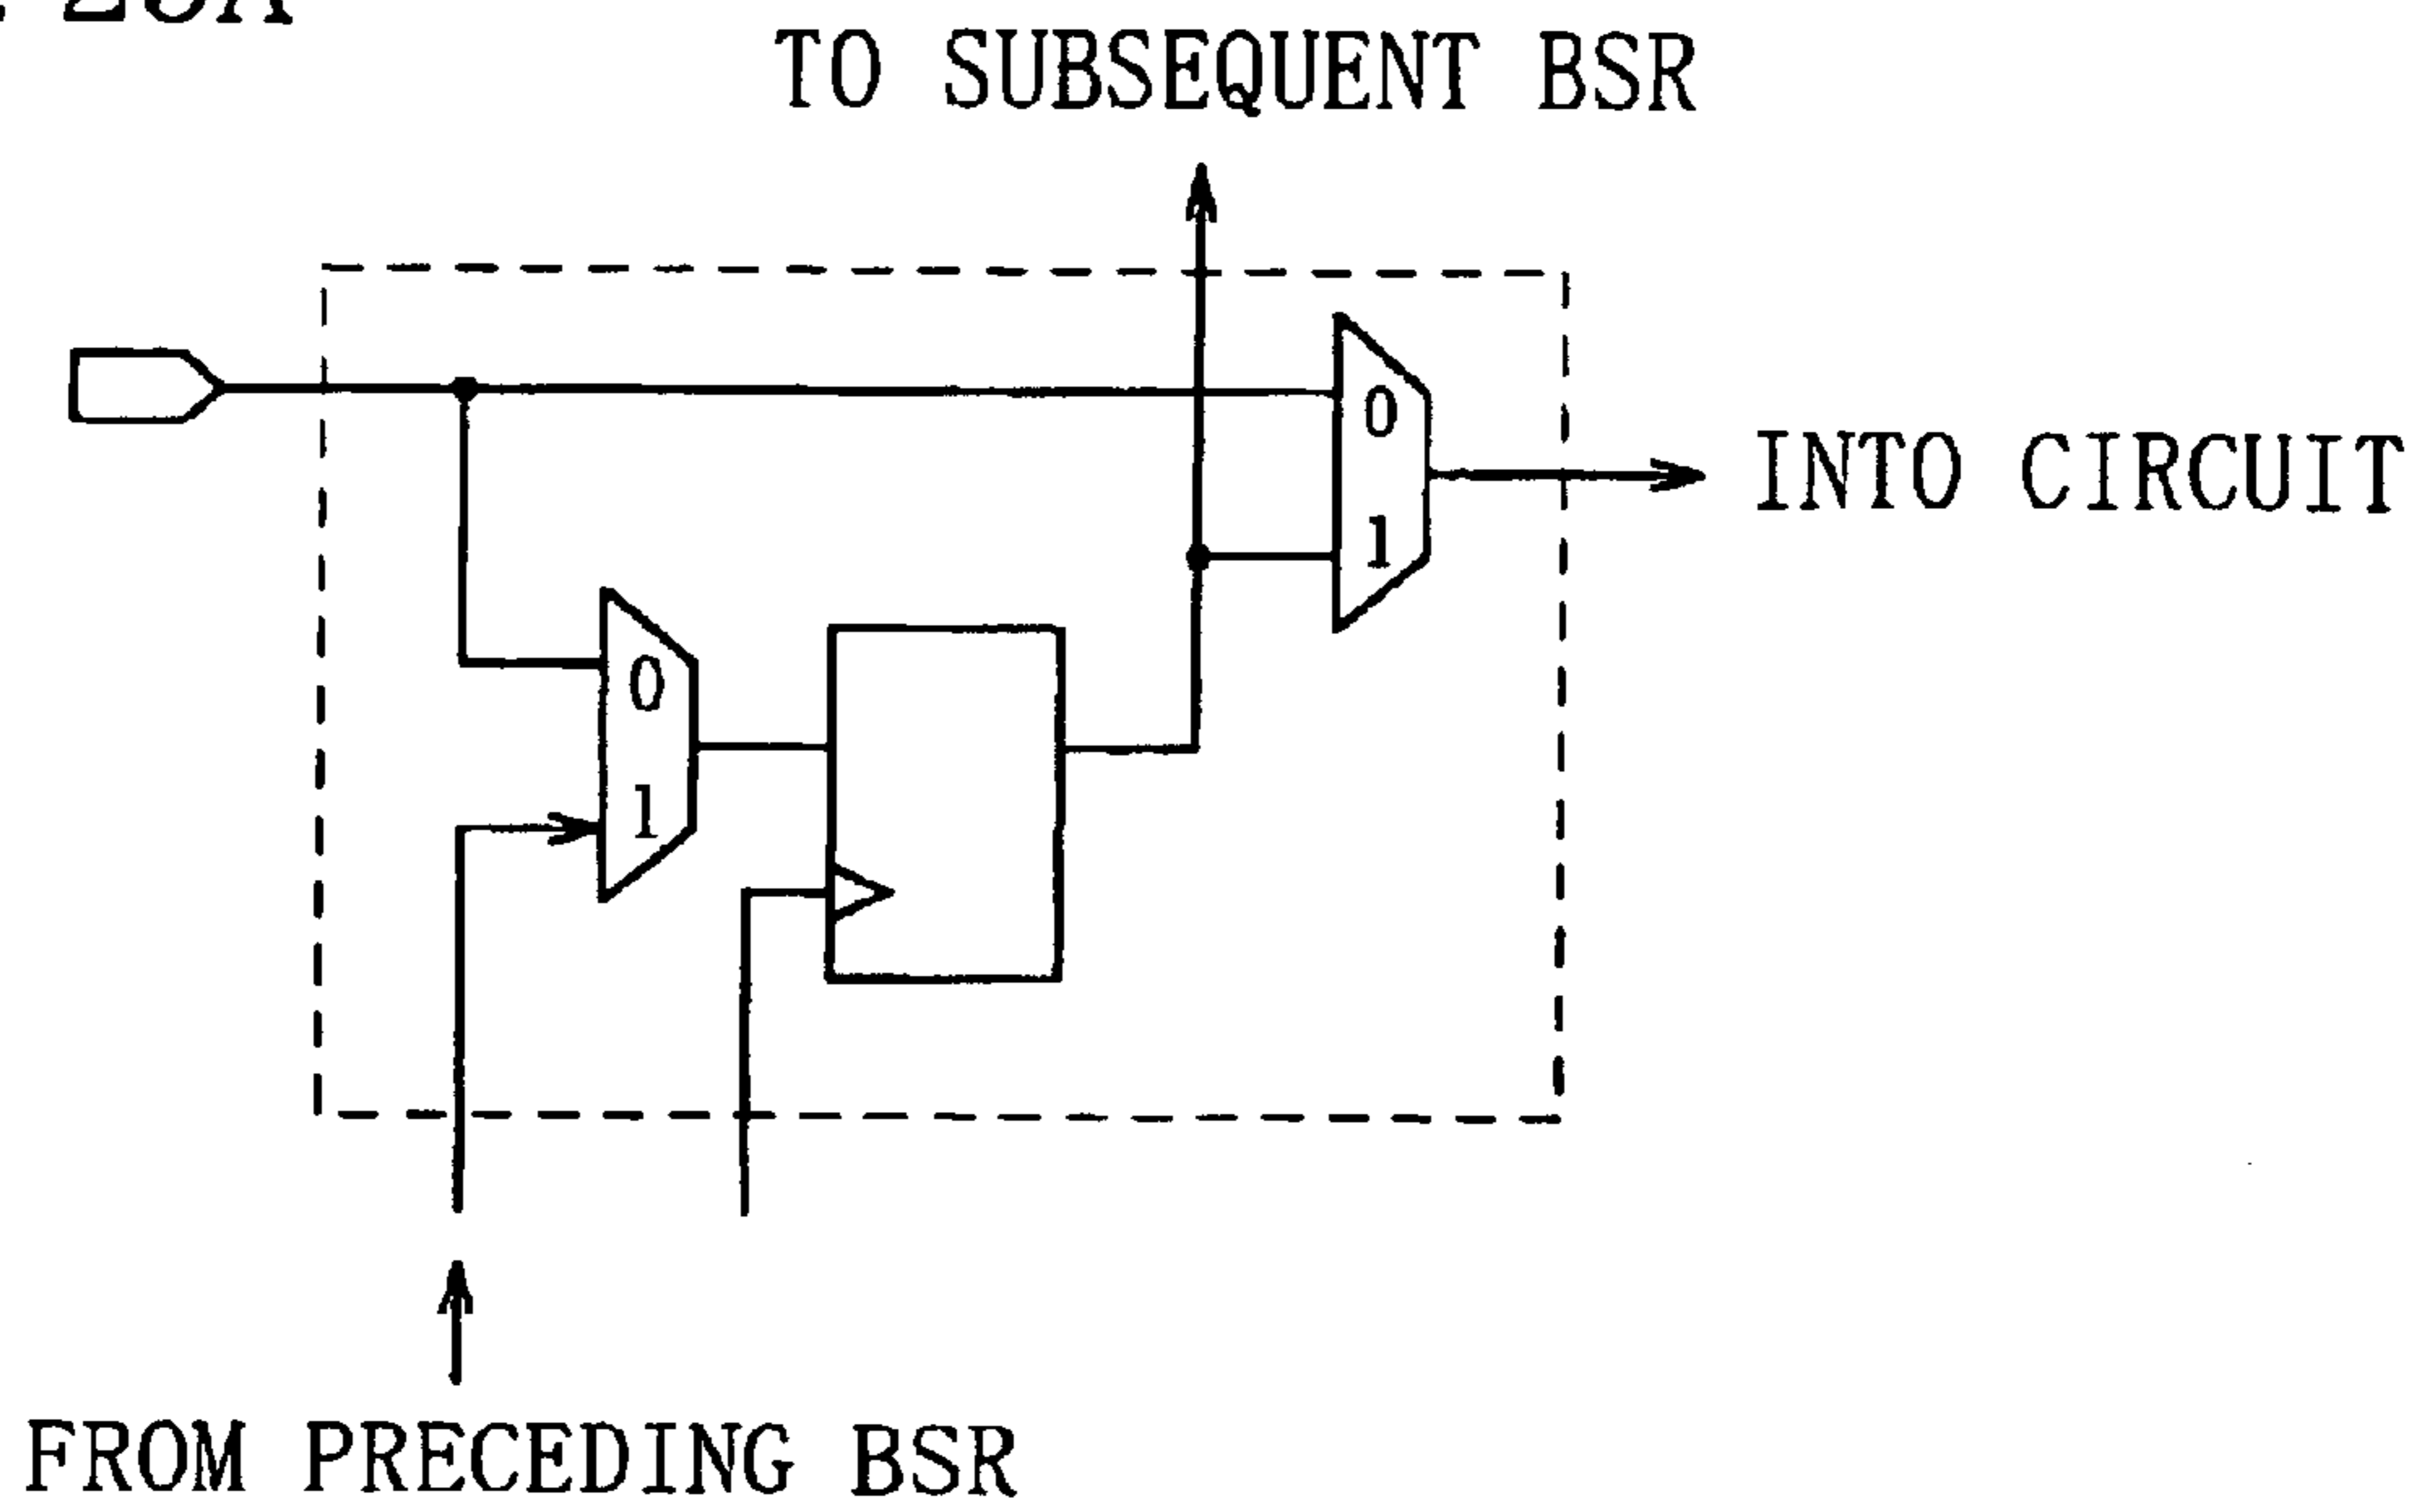 TO SUBSEQUENT BSR
0
INTO CIRCUIT
1
0
1
FROM PRECEDING BSR